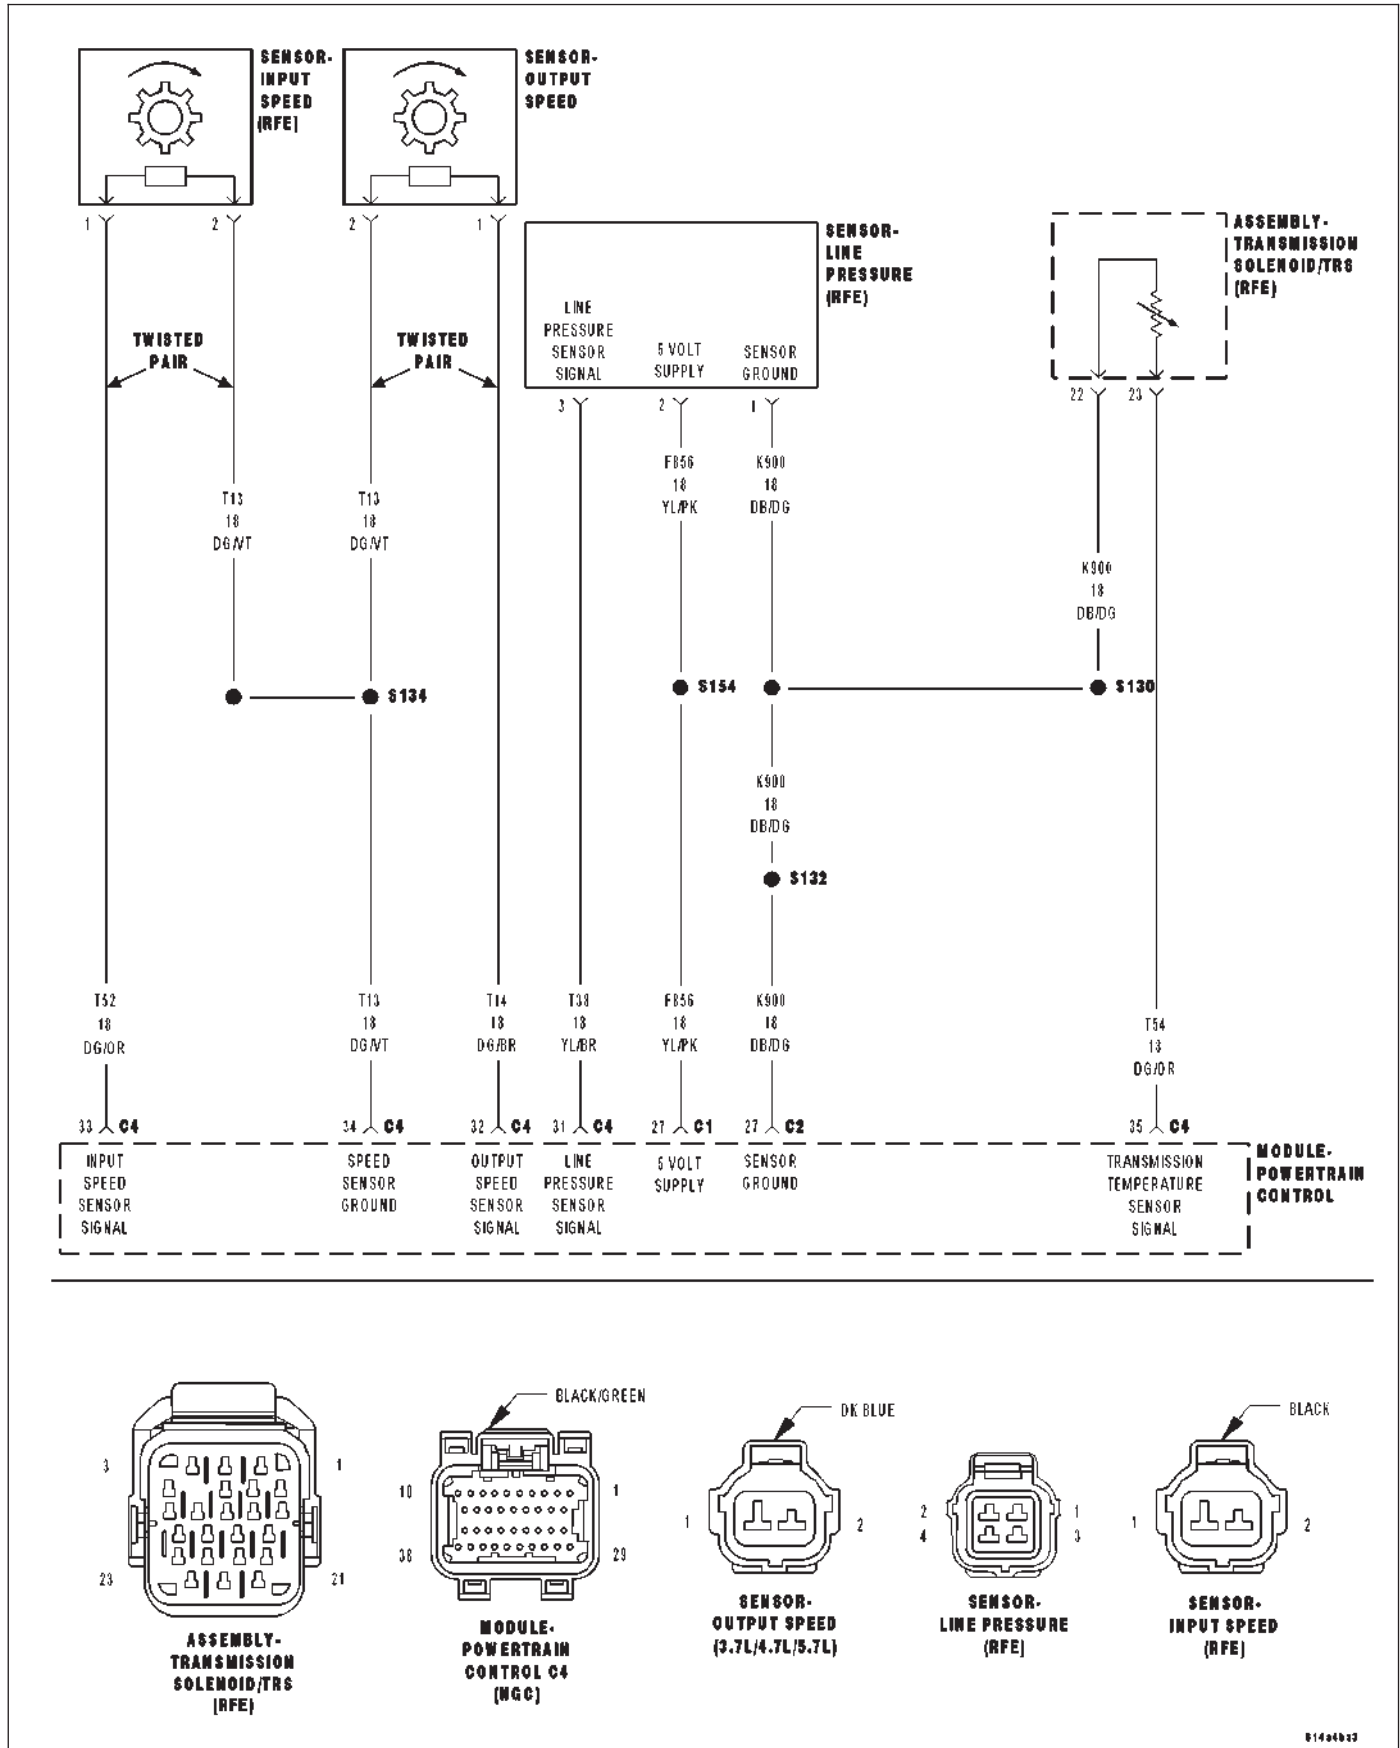 SENSOR-
INPUT
SPEED
(RFE)
SENSOR-
OUTPUT
SPEED
1
2
2
1
SENSOR-
LINE
PRESSURE
(RFE)
LINE
PRESSURE
SENSOR
SIGNAL
5 VOLT
SUPPLY
SENSOR
GROUND
ASSEMBLY-
TRANSMISSION
SOLENOID/TRS
(RFE)
TWISTED
PAIR
TWISTED
PAIR
3
2
1
22
23
F856
18
YL/PK
K900
18
DB/DG
T13
18
DG/VT
T13
18
DG/VT
K900
18
DB/DG
S134
S154
S130
K900
18
DB/DG
S132
T52
18
DG/OR
T13
18
DG/VT
T14
18
DG/BR
T38
18
YL/BR
F856
18
YL/PK
K900
18
DB/DG
T54
18
DG/OR
33 C4
34 C4
32 C4
31 C4
27 C1
27 C2
35 C4
INPUT
SPEED
SENSOR
SIGNAL
SPEED
SENSOR
GROUND
OUTPUT
SPEED
SENSOR
SIGNAL
LINE
PRESSURE
SENSOR
SIGNAL
5 VOLT
SUPPLY
SENSOR
GROUND
TRANSMISSION
TEMPERATURE
SENSOR
SIGNAL
MODULE-
POWERTRAIN
CONTROL
3
1
23
21
ASSEMBLY-
TRANSMISSION
SOLENOID/TRS
(RFE)
BLACK/GREEN
10
1
38
29
MODULE-
POWERTRAIN
CONTROL C4
(NGC)
DK BLUE
1
2
SENSOR-
OUTPUT SPEED
(3.7L/4.7L/5.7L)
2
1
4
3
SENSOR-
LINE PRESSURE
(RFE)
BLACK
1
2
SENSOR-
INPUT SPEED
(RFE)